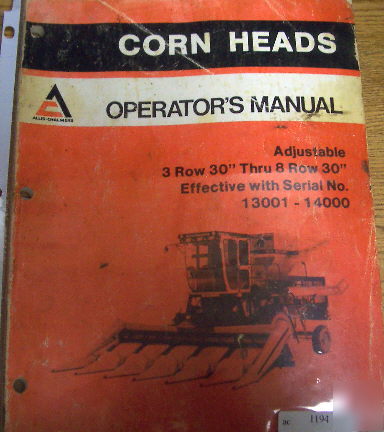 CORN HEADS
ALLIS-CHALMERS
OPERATOR'S MANUAL
Adjustable
3 Row 30" Thru 8 Row 30"
Effective with Serial No.
13001 - 14000
ac 1194